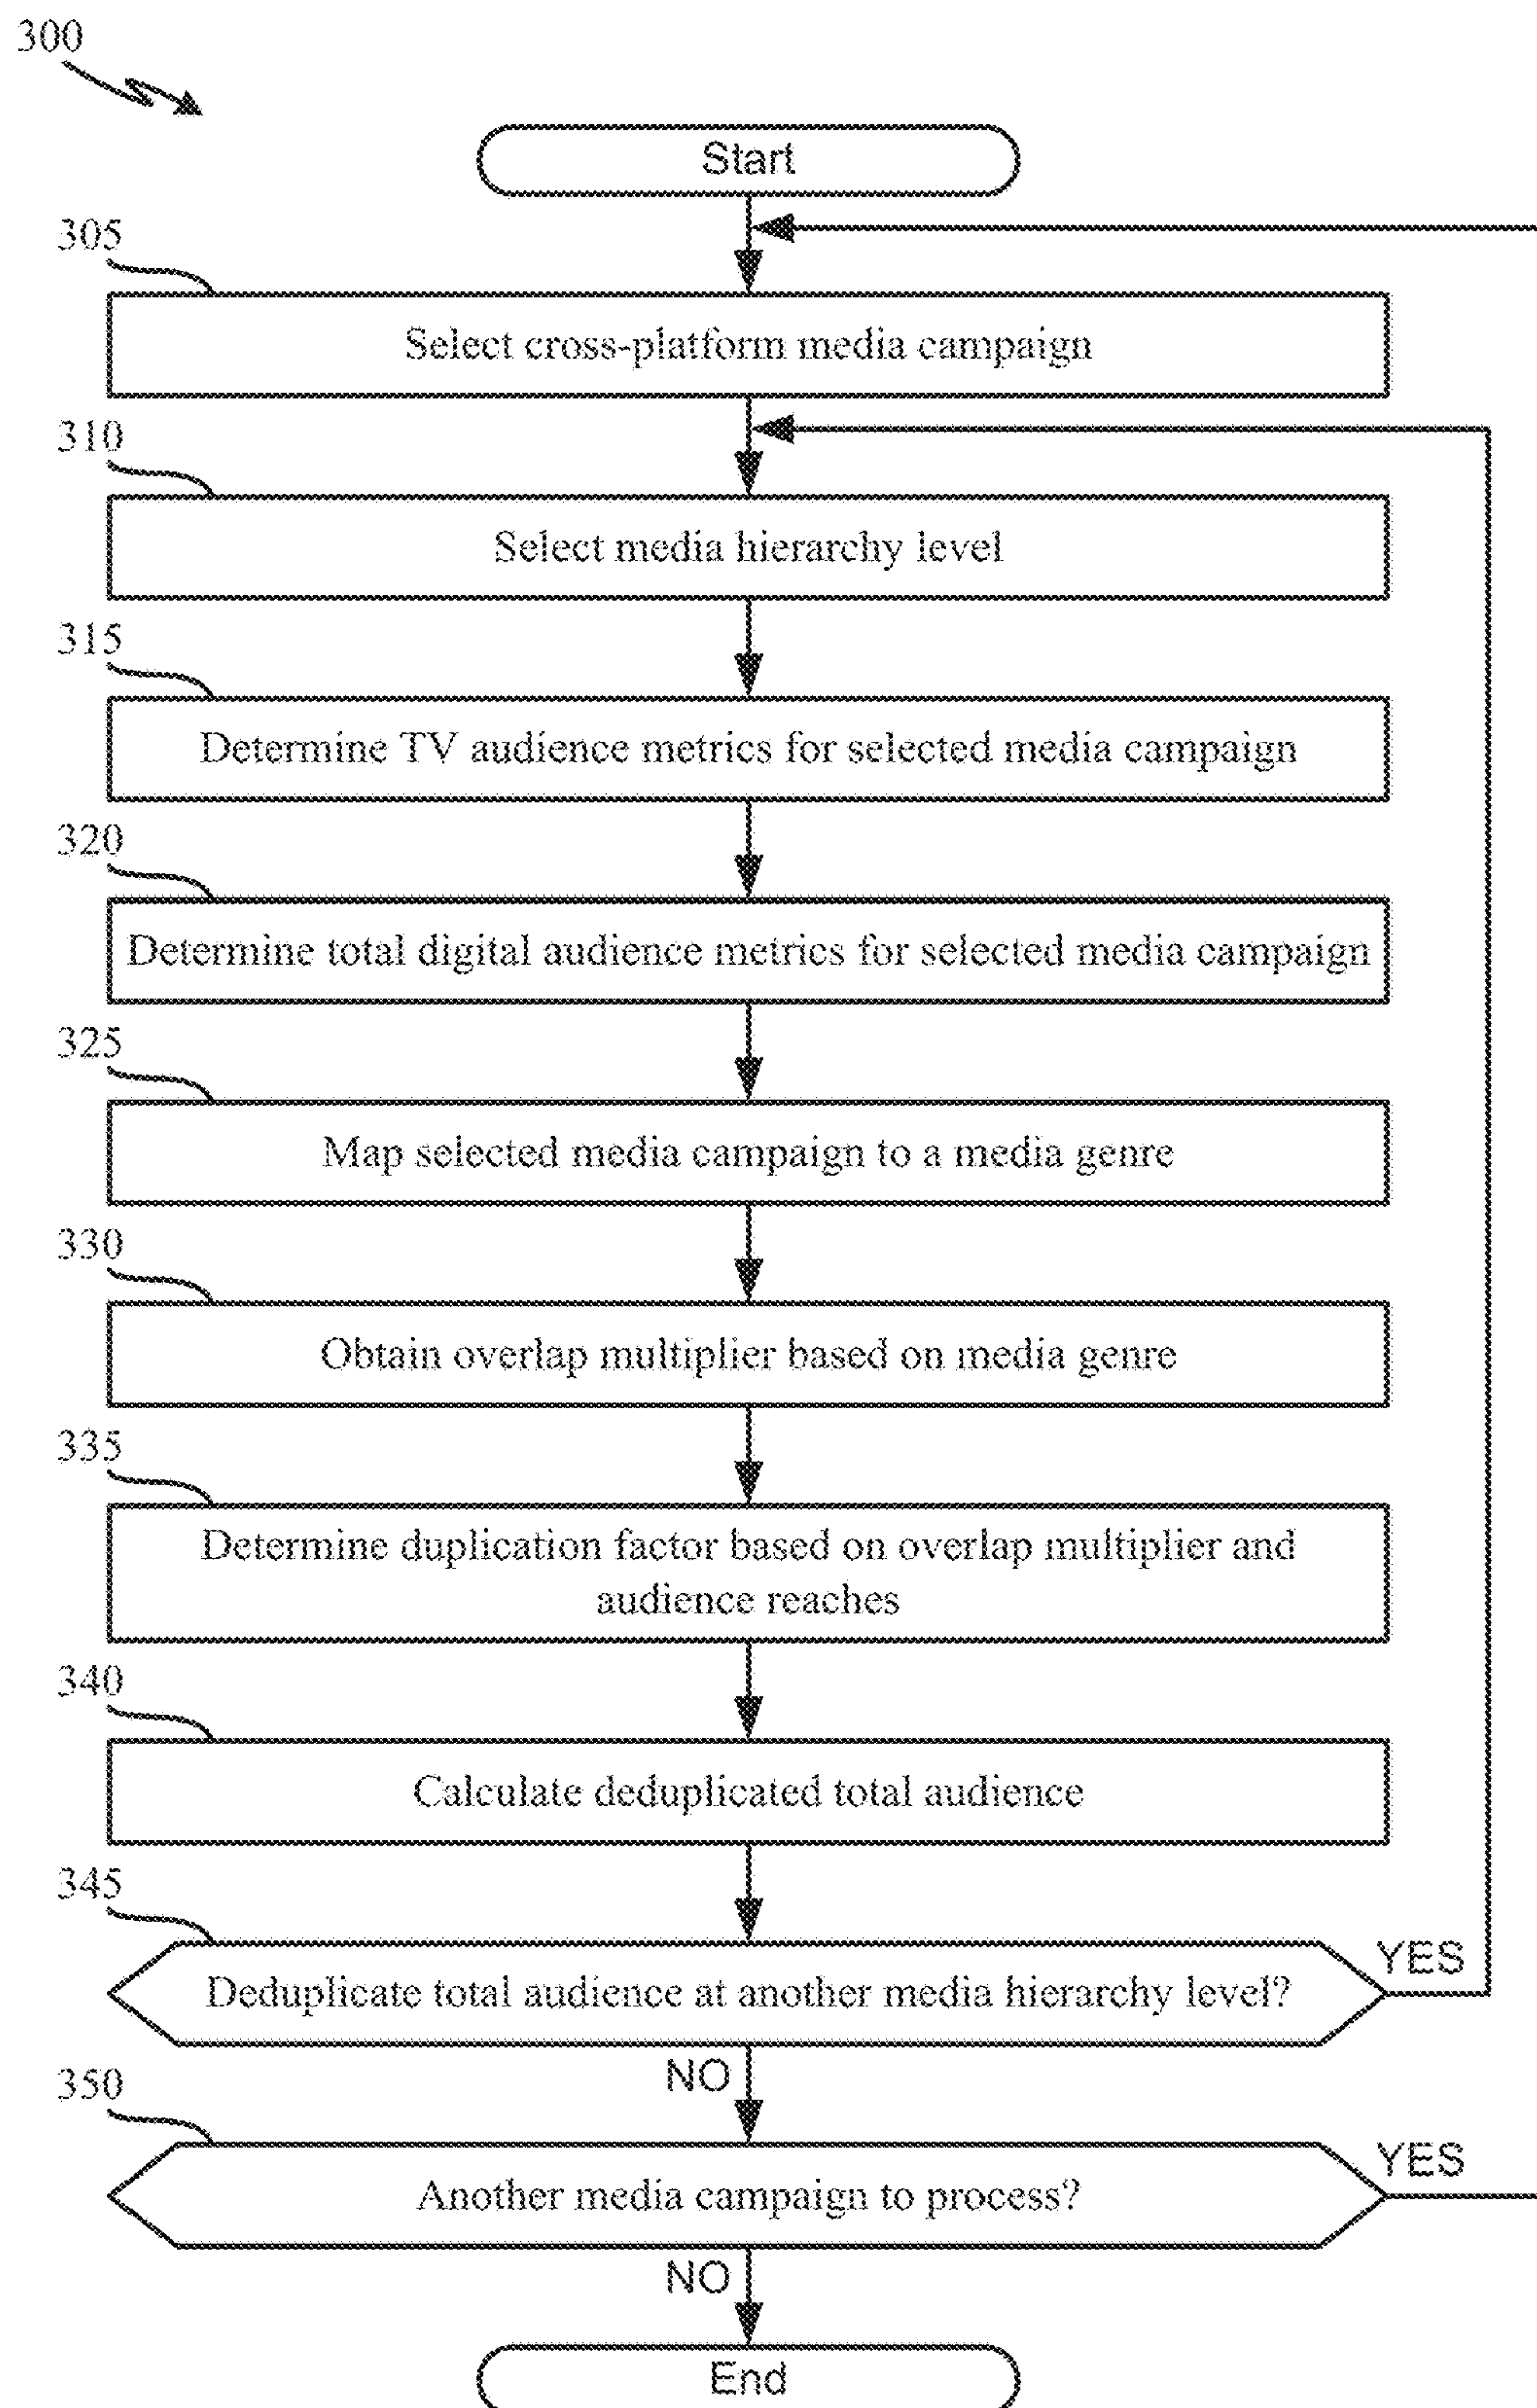 300
Start
305
Select cross-platform media campaign
310
Select media hierarchy level
315
Determine TV audience metrics for selected media campaign
320
Determine total digital audience metrics for selected media campaign
325
Map selected media campaign to a media genre
330
Obtain overlap multiplier based on media genre
335
Determine duplication factor based on overlap multiplier and
audience reaches
340
Calculate deduplicated total audience
345
Deduplicate total audience at another media hierarchy level?
YES
NO
350
Another media campaign to process?
YES
NO
End